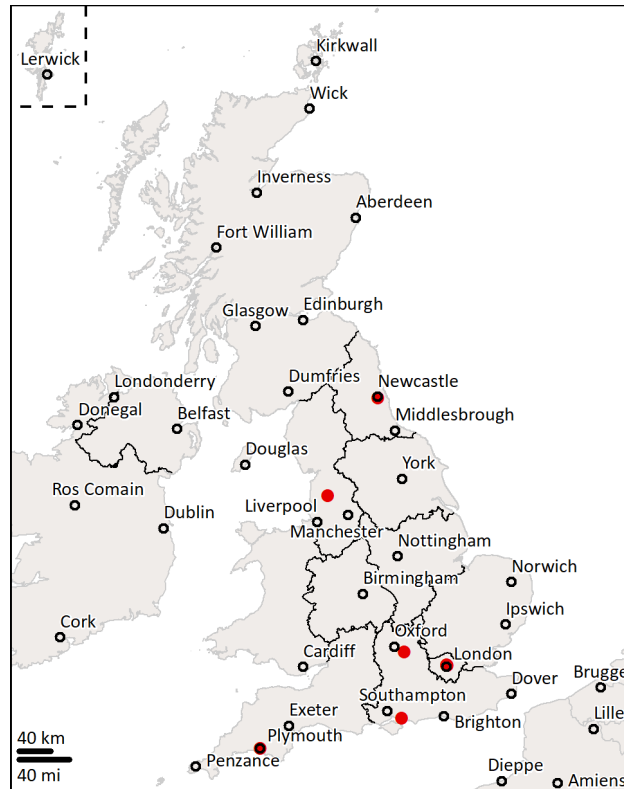 Kirkwall
Lerwick
Wick
Inverness
Aberdeen
Fort William
Glasgow
Edinburgh
Londonderry
Dumfries
Newcastle
Donegal
Belfast
Middlesbrough
Douglas
York
Ros Comain
Liverpool
Dublin
Manchester
Nottingham
Birmingham
Norwich
Ipswich
Cork
Oxford
Cardiff
London
Dover
Brugge
Southampton
Exeter
Brighton
Lille
Plymouth
40 km
Penzance
40 mi
Dieppe
Amiens